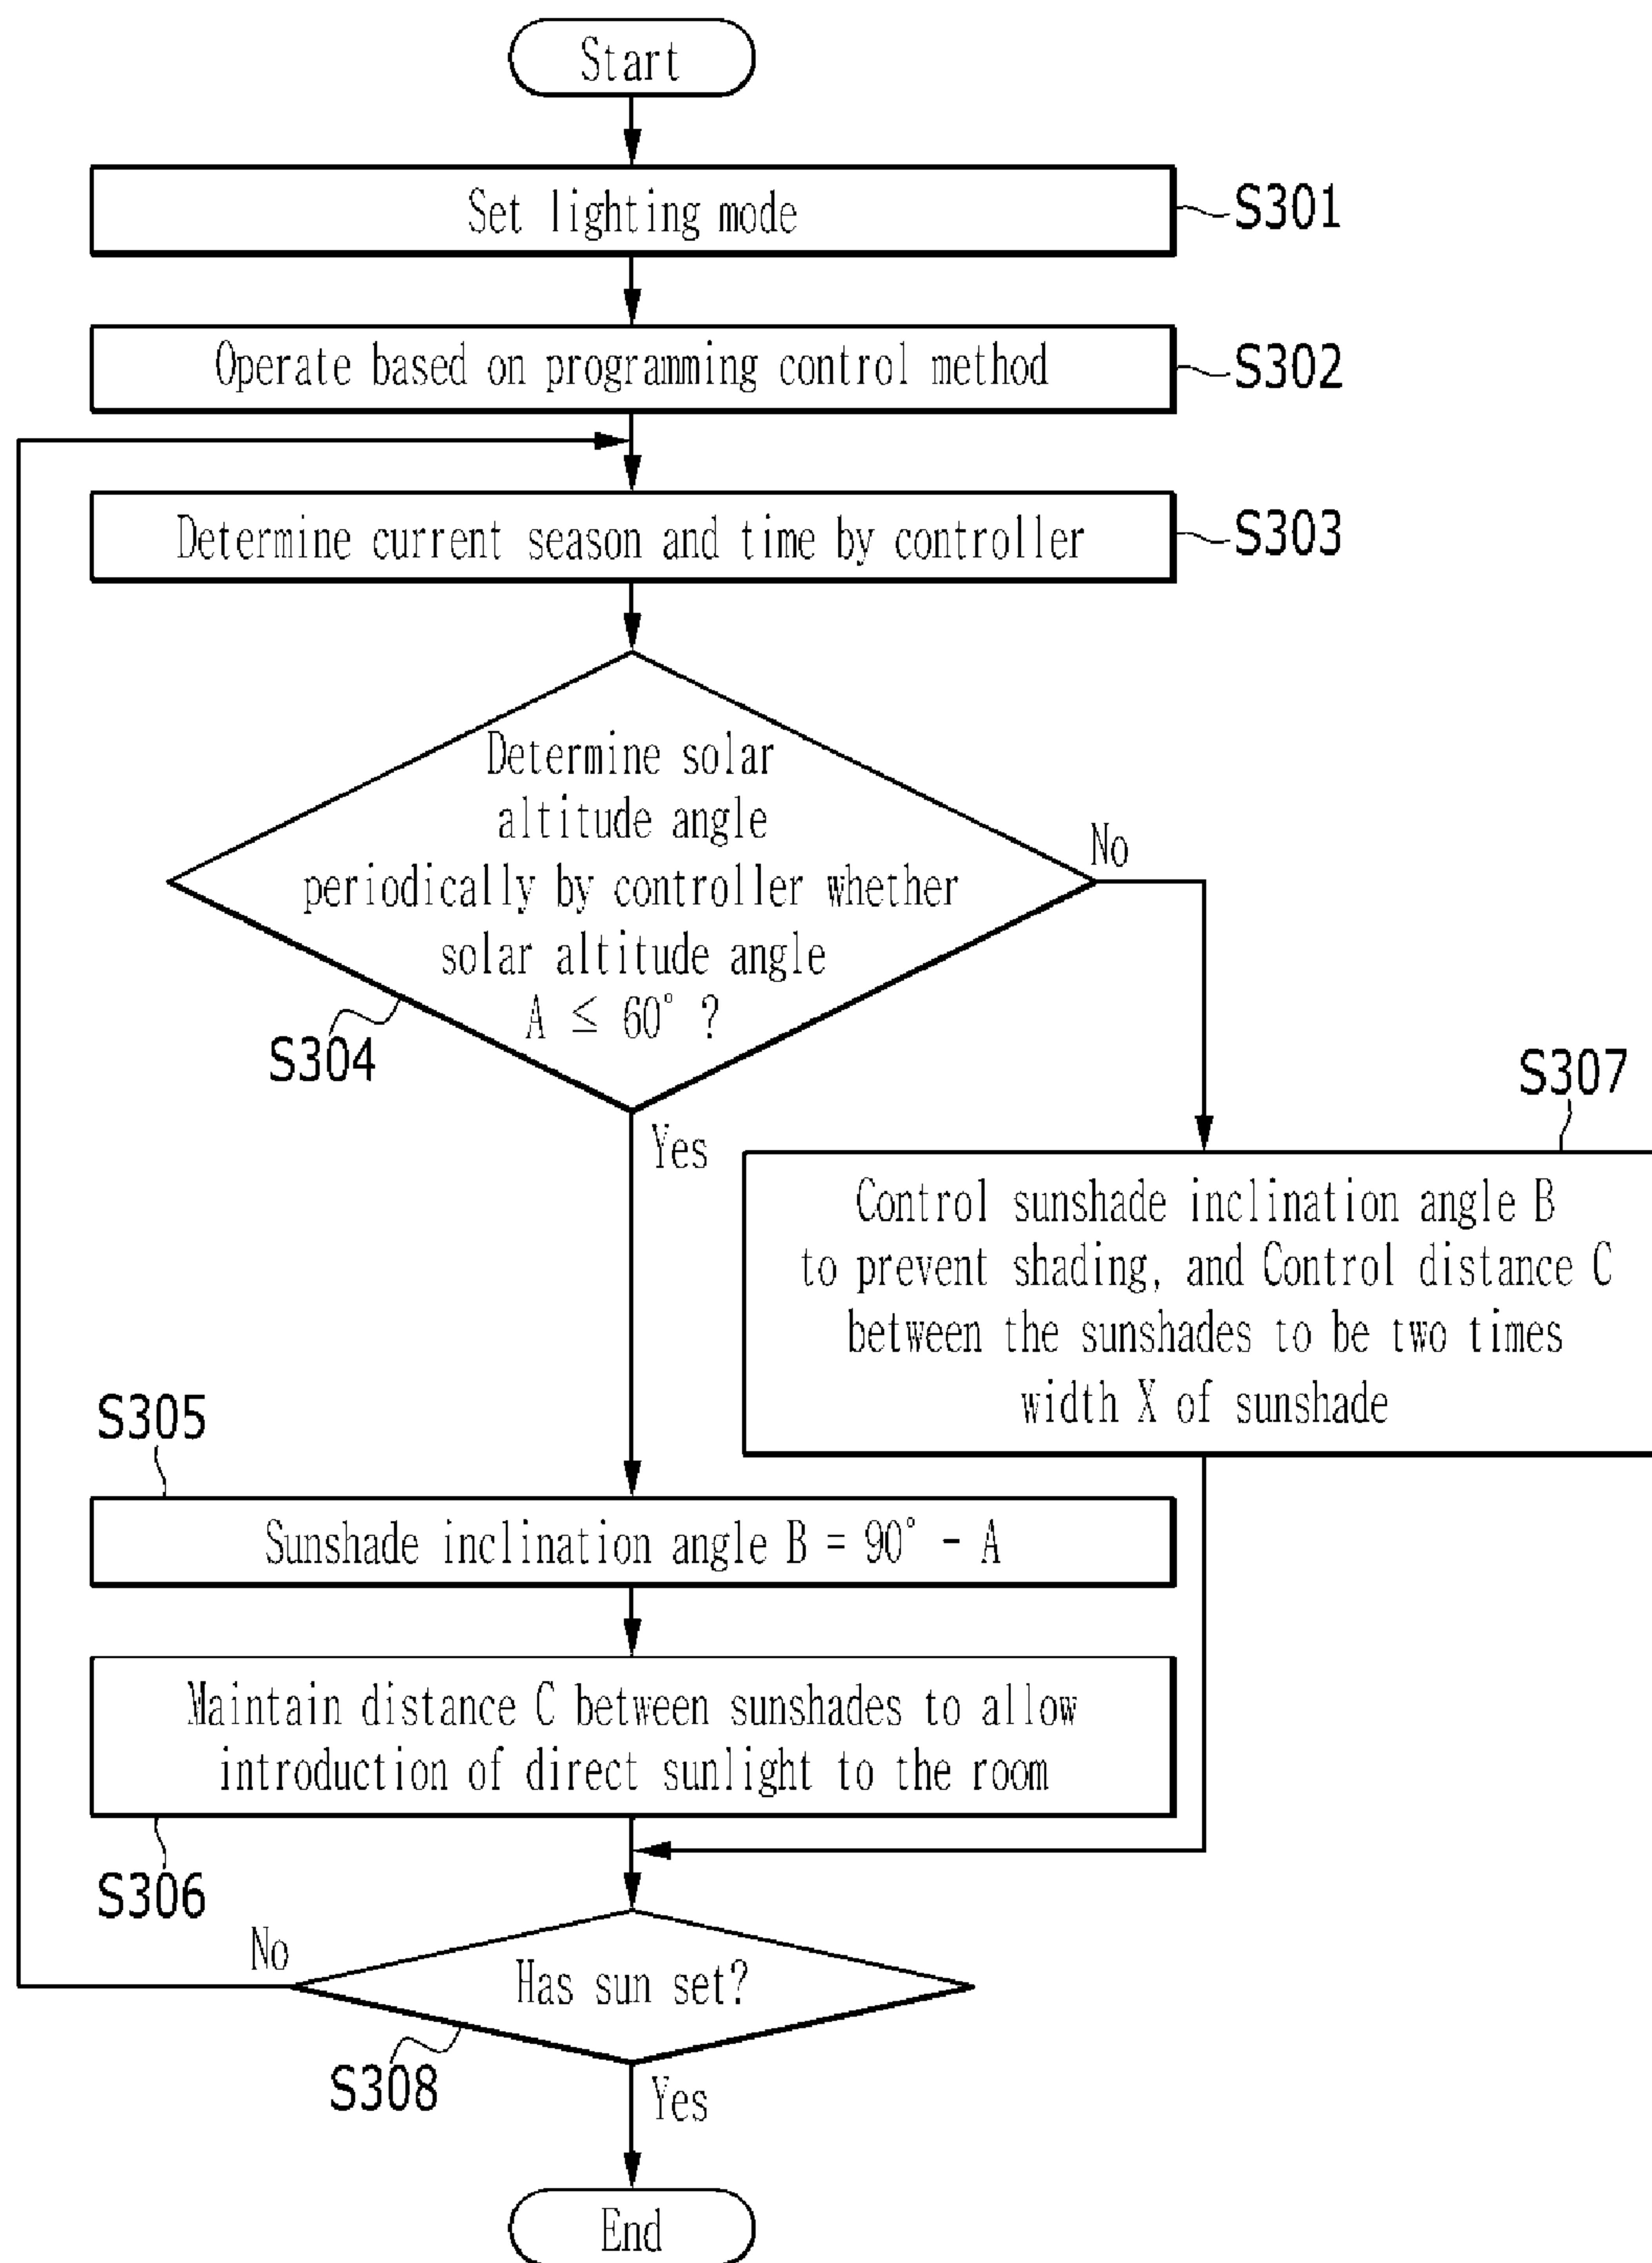 Start
Set lighting mode
S301
Operate based on programming control method
S302
Determine current season and time by controller
S303
Determine solar
altitude angle
periodically by controller whether
solar altitude angle
A ≤ 60° ?
S304
No
Yes
S307
Control sunshade inclination angle B
to prevent shading, and Control distance C
between the sunshades to be two times
width X of sunshade
S305
Sunshade inclination angle B = 90° - A
Maintain distance C between sunshades to allow
introduction of direct sunlight to the room
S306
No
Has sun set?
S308
Yes
End